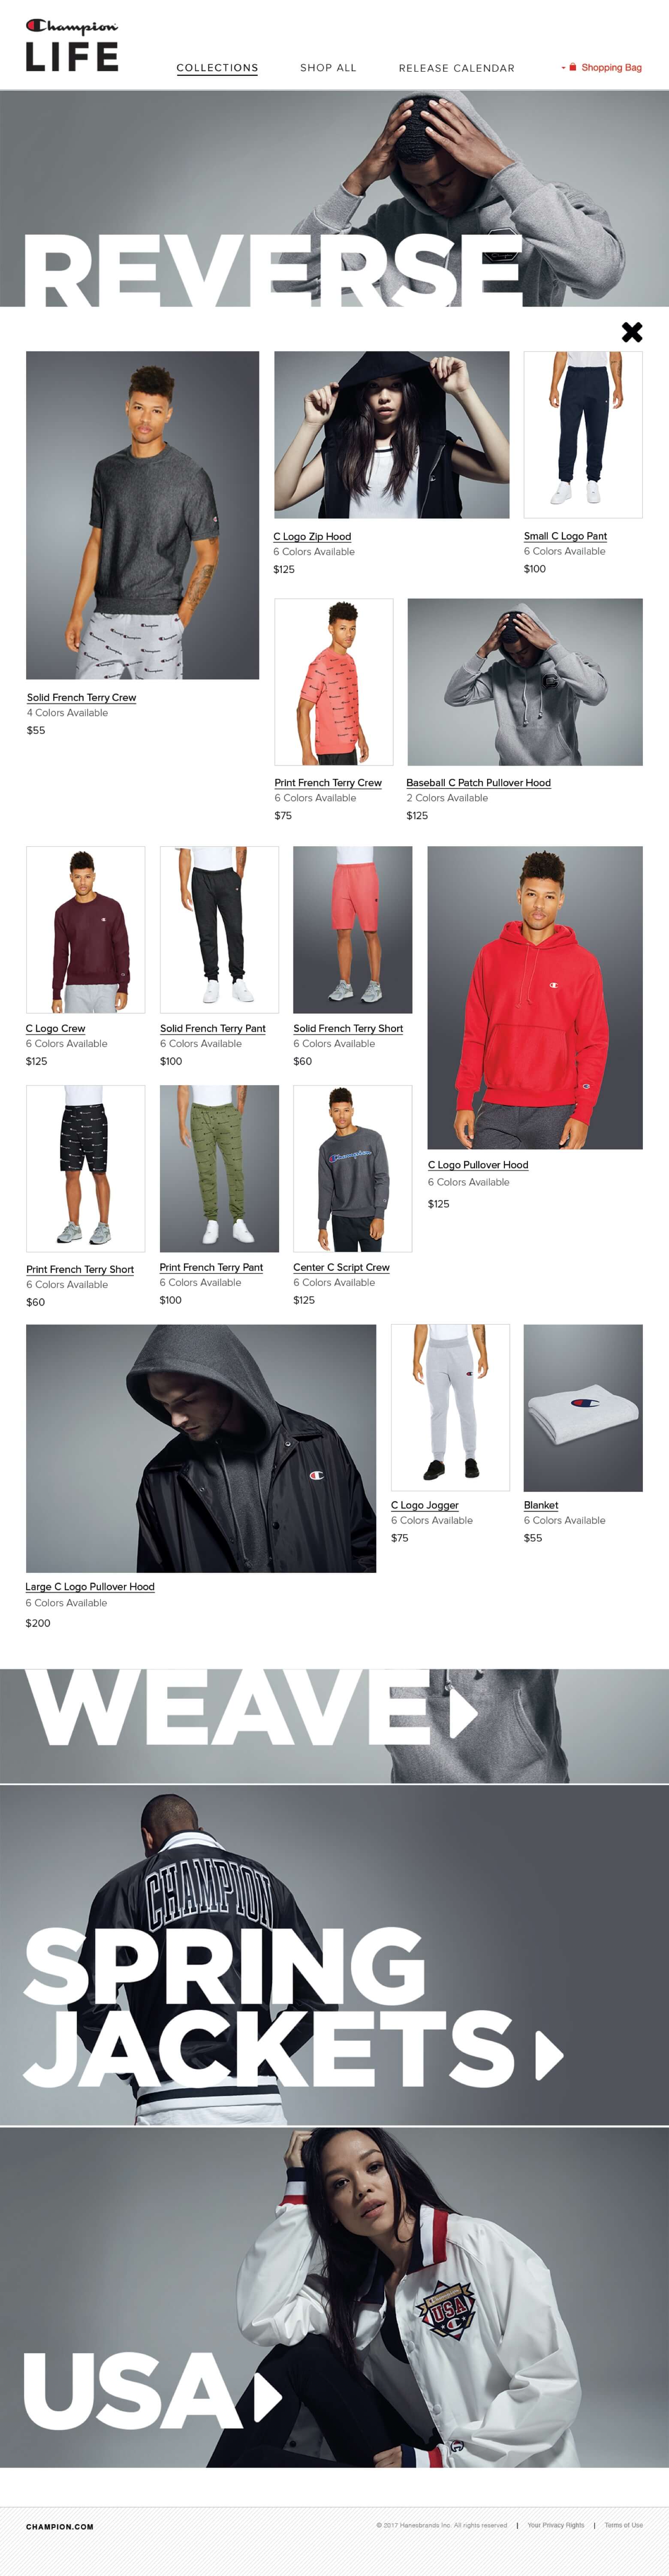 Champion
LIFE
COLLECTIONS
SHOP ALL
RELEASE CALENDAR
Shopping Bag
REVERSE
C Logo Zip Hood
6 Colors Available
$125
Small C Logo Pant
6 Colors Available
$100
Solid French Terry Crew
4 Colors Available
$55
Print French Terry Crew
6 Colors Available
$75
Baseball C Patch Pullover Hood
2 Colors Available
$125
C Logo Crew
6 Colors Available
$125
Solid French Terry Pant
6 Colors Available
$100
Solid French Terry Short
6 Colors Available
$60
C Logo Pullover Hood
6 Colors Available
$125
Print French Terry Short
6 Colors Available
$60
Print French Terry Pant
6 Colors Available
$100
Champion
Center C Script Crew
6 Colors Available
$125
Large C Logo Pullover Hood
6 Colors Available
$200
C Logo Jogger
6 Colors Available
$75
Blanket
6 Colors Available
$55
WEAVE
CHAMPION
SPRING
JACKETS
USA
USA
CHAMPION.COM
© 2017 Hanesbrands Inc. All rights reserved | Your Privacy Rights | Terms of Use